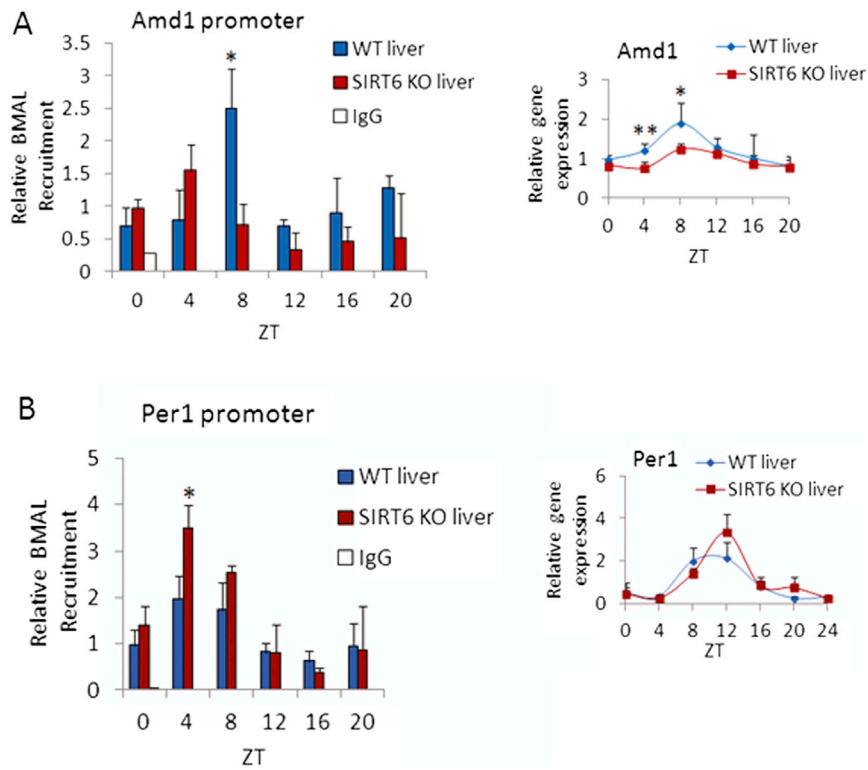 A
Amd1 promoter
Relative BMAL
Recruitment
3.5
3
2.5
2
1.5
1
0.5
0
*
WT liver
SIRT6 KO liver
IgG
0 4 8 12 16 20
ZT
Amd1
WT liver
SIRT6 KO liver
Relative gene
expression
3
2
1
0
** *
0 4 8 12 16 20
ZT
B
Per1 promoter
Relative BMAL
Recruitment
5
4
3
2
1
0
*
WT liver
SIRT6 KO liver
IgG
0 4 8 12 16 20
ZT
Per1
WT liver
SIRT6 KO liver
Relative gene
expression
6
4
2
0
0 4 8 12 16 20 24
ZT